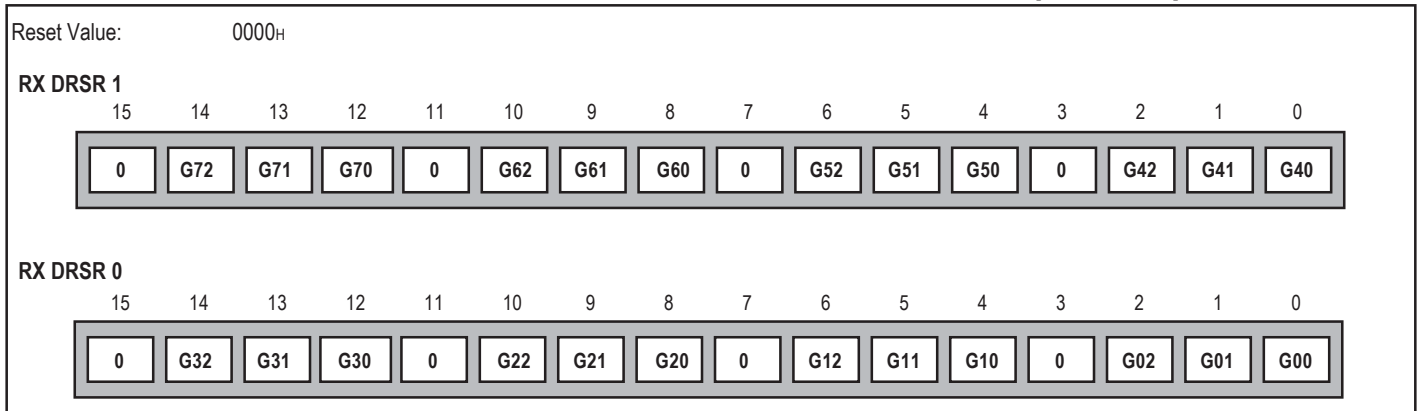 Reset Value: 0000H
RX DRSR 1
15 14 13 12 11 10 9 8 7 6 5 4 3 2 1 0
0 G72 G71 G70 0 G62 G61 G60 0 G52 G51 G50 0 G42 G41 G40
RX DRSR 0
15 14 13 12 11 10 9 8 7 6 5 4 3 2 1 0
0 G32 G31 G30 0 G22 G21 G20 0 G12 G11 G10 0 G02 G01 G00